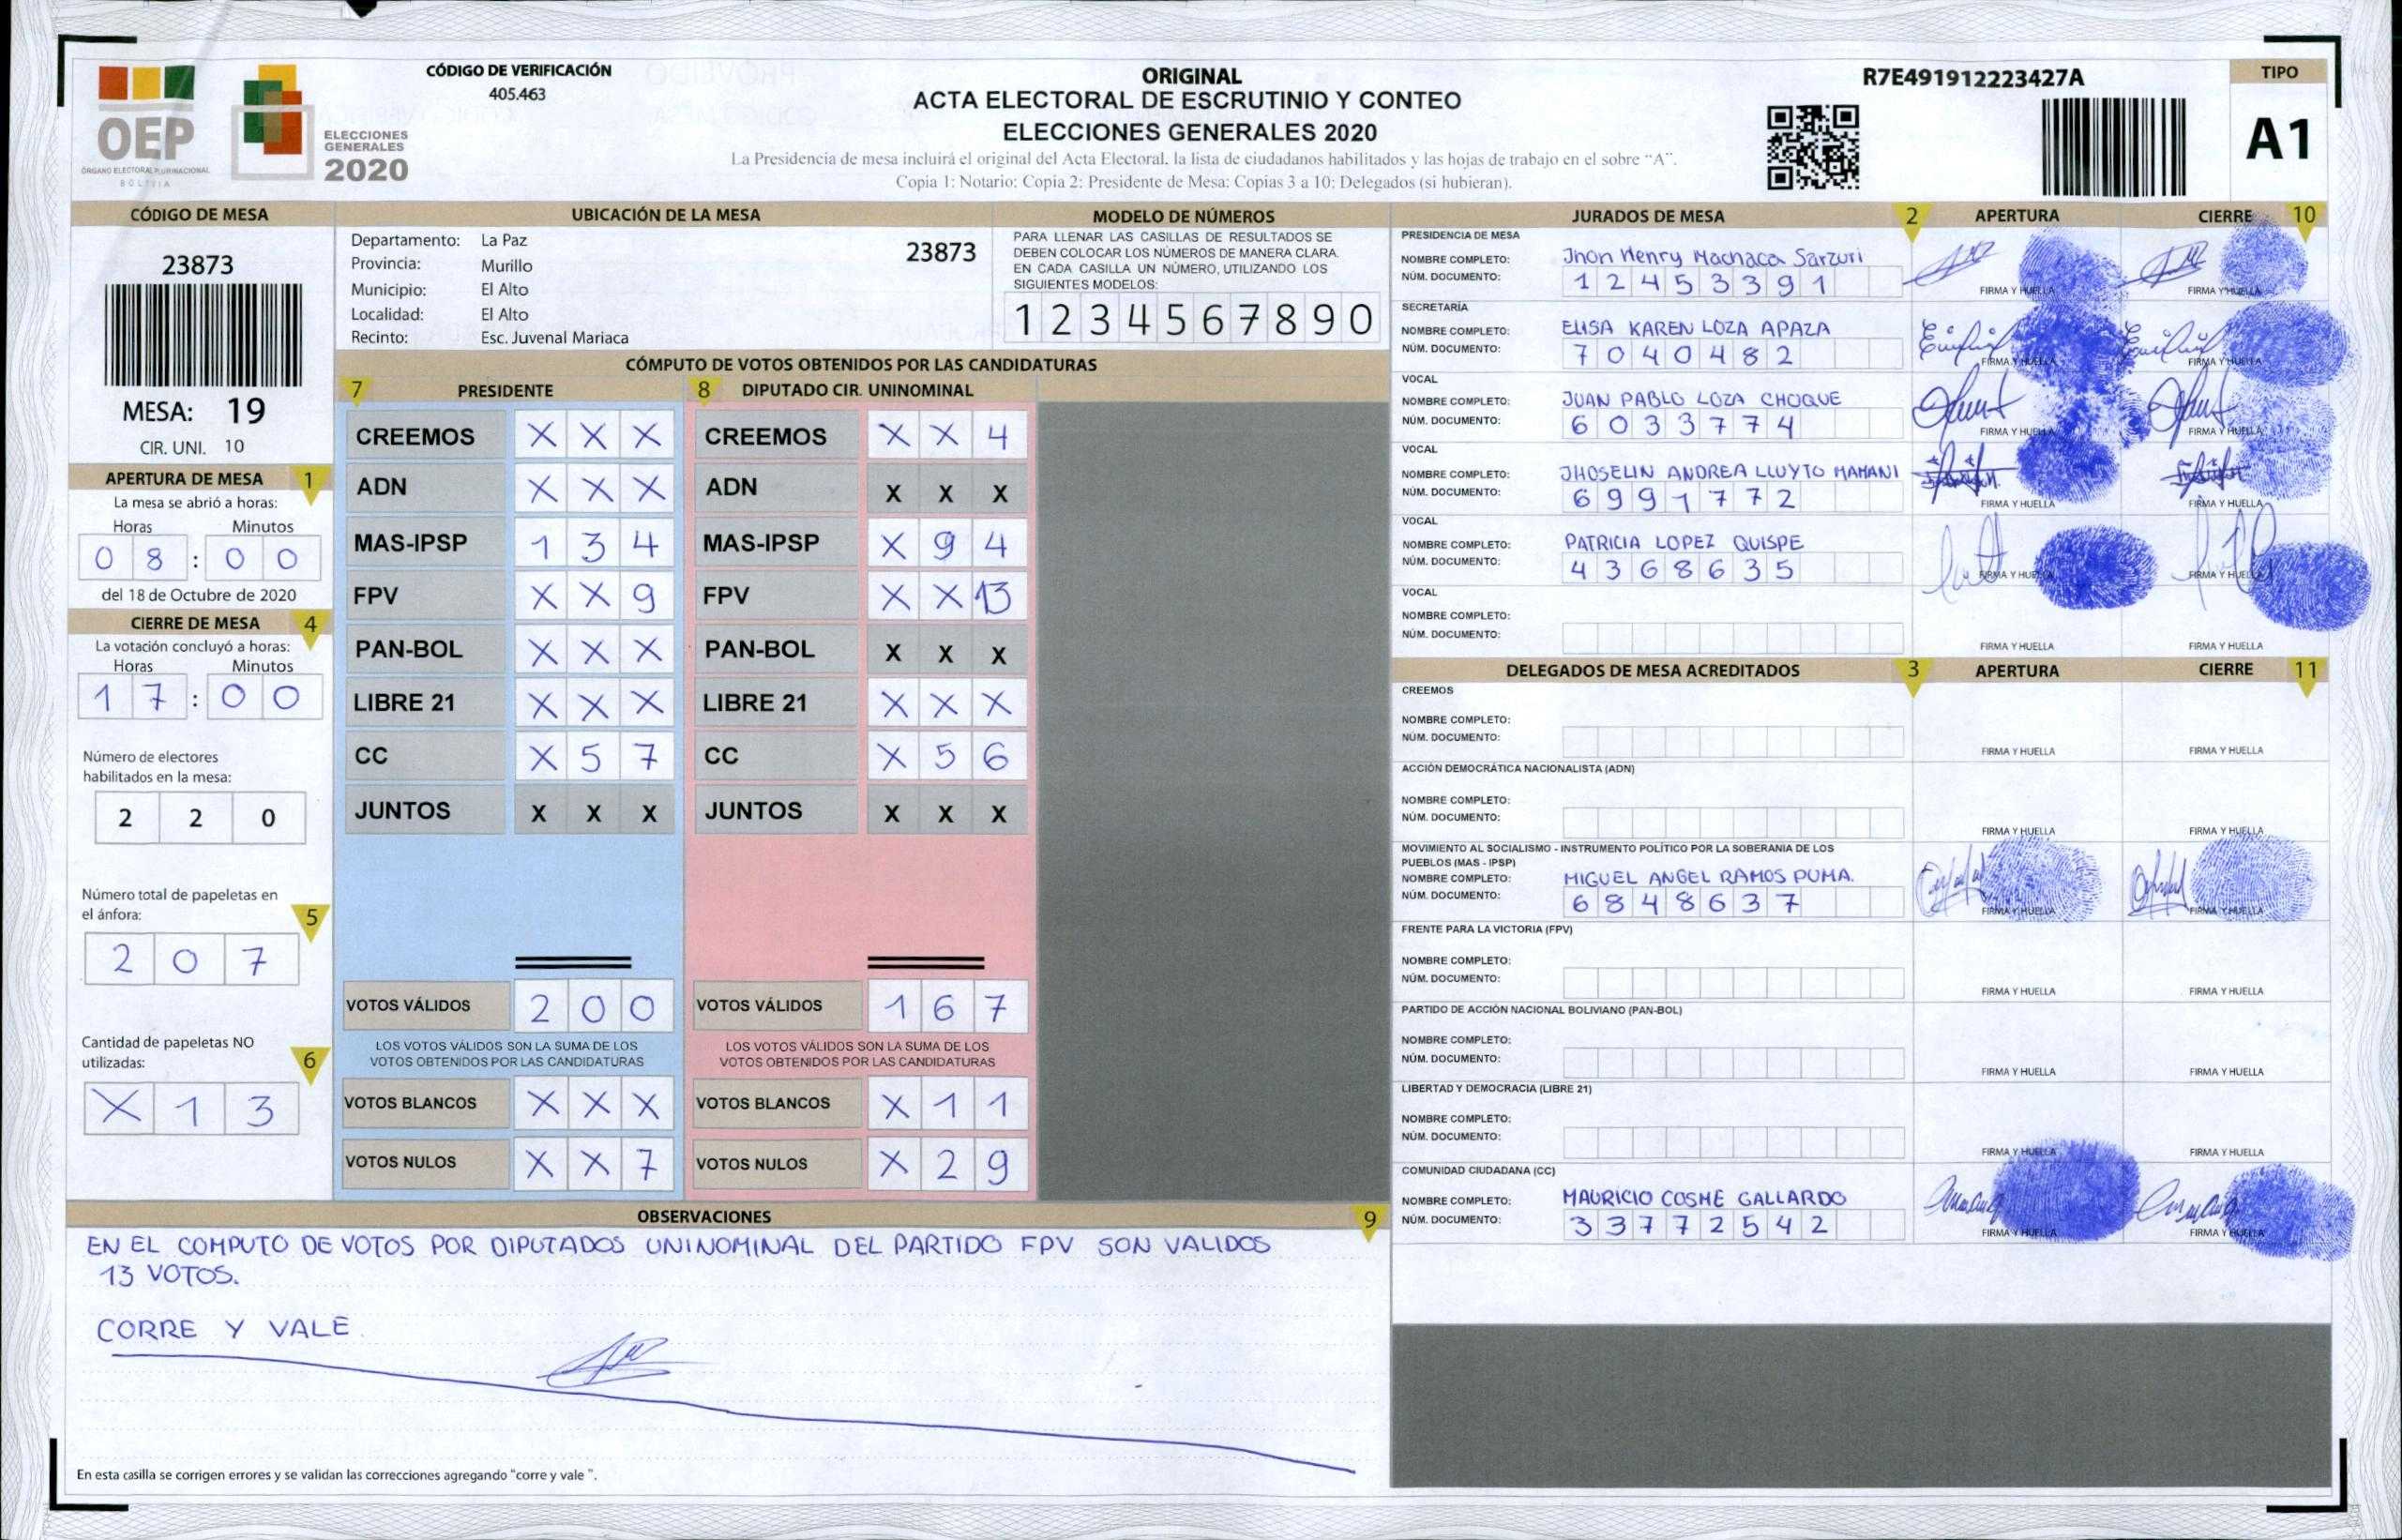 OEP
ÓRGANO ELECTORAL PLURINACIONAL
BOLIVIA
ELECCIONES
GENERALES
2020
CÓDIGO DE VERIFICACIÓN
405.463
ORIGINAL
ACTA ELECTORAL DE ESCRUTINIO Y CONTEO
ELECCIONES GENERALES 2020
La Presidencia de mesa incluirá el original del Acta Electoral, la lista de ciudadanos habilitados y las hojas de trabajo en el sobre "A".
Copia 1: Notario: Copia 2: Presidente de Mesa: Copias 3 a 10: Delegados (si hubieran).
R7E491912223427A
TIPO
A1
CÓDIGO DE MESA
23873
MESA: 19
CIR. UNI. 10
APERTURA DE MESA 1
La mesa se abrió a horas:
Horas Minutos
0 8 : 0 0
del 18 de Octubre de 2020
CIERRE DE MESA 4
La votación concluyó a horas:
Horas Minutos
1 7 : 0 0
Número de electores
habilitados en la mesa:
2 2 0
Número total de papeletas en
el ánfora: 5
2 0 7
Cantidad de papeletas NO
utilizadas: 6
X 1 3
UBICACIÓN DE LA MESA
Departamento: La Paz 23873
Provincia: Murillo
Municipio: El Alto
Localidad: El Alto
Recinto: Esc. Juvenal Mariaca
MODELO DE NÚMEROS
PARA LLENAR LAS CASILLAS DE RESULTADOS SE
DEBEN COLOCAR LOS NÚMEROS DE MANERA CLARA.
EN CADA CASILLA UN NÚMERO, UTILIZANDO LOS
SIGUIENTES MODELOS:
1 2 3 4 5 6 7 8 9 0
CÓMPUTO DE VOTOS OBTENIDOS POR LAS CANDIDATURAS
7 PRESIDENTE 8 DIPUTADO CIR. UNINOMINAL
CREEMOS X X X CREEMOS X X 4
ADN X X X ADN X X X
MAS-IPSP 1 3 4 MAS-IPSP X 9 4
FPV X X 9 FPV X X 13
PAN-BOL X X X PAN-BOL X X X
LIBRE 21 X X X LIBRE 21 X X X
CC X 5 7 CC X 5 6
JUNTOS X X X JUNTOS X X X
VOTOS VÁLIDOS 2 0 0 VOTOS VÁLIDOS 1 6 7
LOS VOTOS VÁLIDOS SON LA SUMA DE LOS LOS VOTOS VÁLIDOS SON LA SUMA DE LOS
VOTOS OBTENIDOS POR LAS CANDIDATURAS VOTOS OBTENIDOS POR LAS CANDIDATURAS
VOTOS BLANCOS X X X VOTOS BLANCOS X 1 1
VOTOS NULOS X X 7 VOTOS NULOS X 2 9
OBSERVACIONES 9
EN EL COMPUTO DE VOTOS POR DIPUTADOS UNINOMINAL DEL PARTIDO FPV SON VALIDOS
13 VOTOS.
CORRE Y VALE
En esta casilla se corrigen errores y se validan las correcciones agregando "corre y vale ".
JURADOS DE MESA 2 APERTURA CIERRE 10
PRESIDENCIA DE MESA
NOMBRE COMPLETO: Jhon Henry Machaca Sarzuri
NÚM. DOCUMENTO: 1 2 4 5 3 3 9 1
FIRMA Y HUELLA FIRMA Y HUELLA
SECRETARÍA
NOMBRE COMPLETO: ELISA KAREN LOZA APAZA
NÚM. DOCUMENTO: 7 0 4 0 4 8 2
FIRMA Y HUELLA FIRMA Y HUELLA
VOCAL
NOMBRE COMPLETO: JUAN PABLO LOZA CHOQUE
NÚM. DOCUMENTO: 6 0 3 3 7 7 4
FIRMA Y HUELLA FIRMA Y HUELLA
VOCAL
NOMBRE COMPLETO: JHOSELIN ANDREA LLUYTO MAMANI
NÚM. DOCUMENTO: 6 9 9 1 7 7 2
FIRMA Y HUELLA FIRMA Y HUELLA
VOCAL
NOMBRE COMPLETO: PATRICIA LOPEZ QUISPE
NÚM. DOCUMENTO: 4 3 6 8 6 3 5
FIRMA Y HUELLA FIRMA Y HUELLA
VOCAL
NOMBRE COMPLETO:
NÚM. DOCUMENTO:
FIRMA Y HUELLA FIRMA Y HUELLA
DELEGADOS DE MESA ACREDITADOS 3 APERTURA CIERRE 11
CREEMOS
NOMBRE COMPLETO:
NÚM. DOCUMENTO:
FIRMA Y HUELLA FIRMA Y HUELLA
ACCIÓN DEMOCRÁTICA NACIONALISTA (ADN)
NOMBRE COMPLETO:
NÚM. DOCUMENTO:
FIRMA Y HUELLA FIRMA Y HUELLA
MOVIMIENTO AL SOCIALISMO - INSTRUMENTO POLÍTICO POR LA SOBERANIA DE LOS
PUEBLOS (MAS - IPSP)
NOMBRE COMPLETO: MIGUEL ANGEL RAMOS PUMA.
NÚM. DOCUMENTO: 6 8 4 8 6 3 7
FIRMA Y HUELLA FIRMA Y HUELLA
FRENTE PARA LA VICTORIA (FPV)
NOMBRE COMPLETO:
NÚM. DOCUMENTO:
FIRMA Y HUELLA FIRMA Y HUELLA
PARTIDO DE ACCIÓN NACIONAL BOLIVIANO (PAN-BOL)
NOMBRE COMPLETO:
NÚM. DOCUMENTO:
FIRMA Y HUELLA FIRMA Y HUELLA
LIBERTAD Y DEMOCRACIA (LIBRE 21)
NOMBRE COMPLETO:
NÚM. DOCUMENTO:
FIRMA Y HUELLA FIRMA Y HUELLA
COMUNIDAD CIUDADANA (CC)
NOMBRE COMPLETO: MAURICIO COSME GALLARDO
NÚM. DOCUMENTO: 3 3 7 7 2 5 4 2
FIRMA Y HUELLA FIRMA Y HUELLA